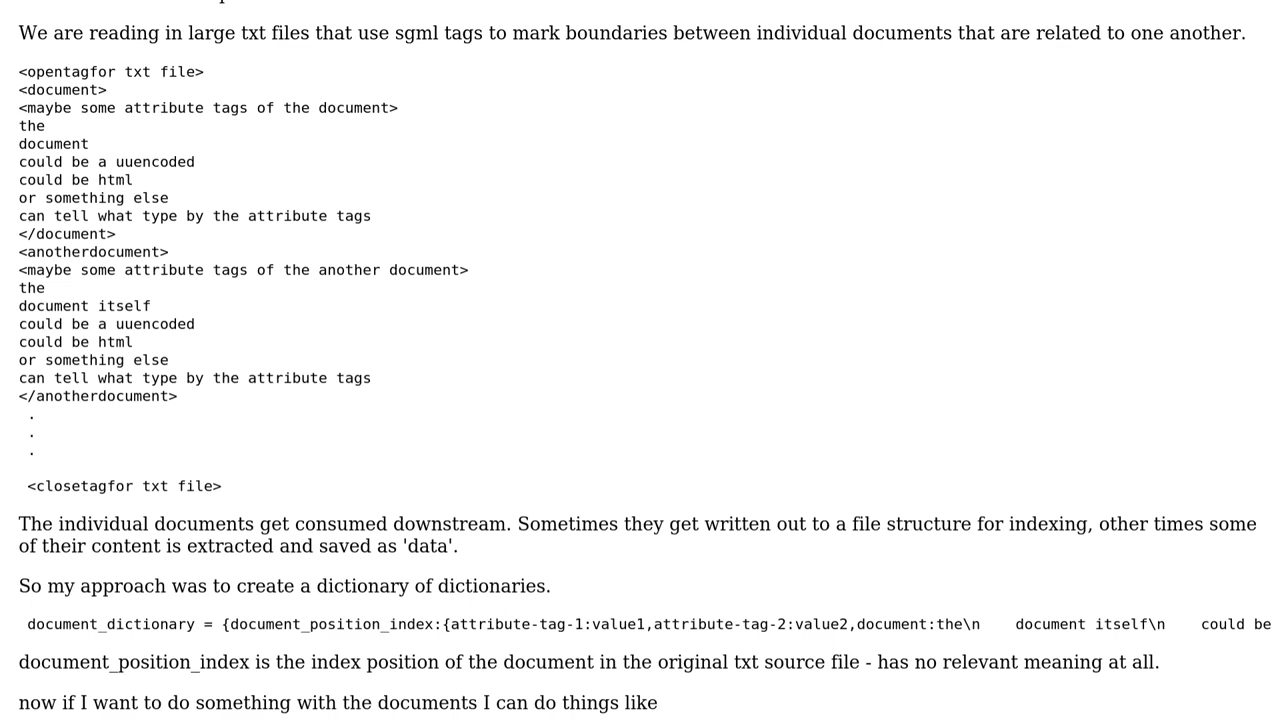 We are reading in large txt files that use sgml tags to mark boundaries between individual documents that are related to one another.
<opentagfor txt file>
<document>
<maybe some attribute tags of the document>
the
document
could be a uuencoded
could be html
or something else
can tell what type by the attribute tags
</document>
<anotherdocument>
<maybe some attribute tags of the another document>
the
document itself
could be a uuencoded
could be html
or something else
can tell what type by the attribute tags
</anotherdocument>
.
.
.
<closetagfor txt file>
The individual documents get consumed downstream. Sometimes they get written out to a file structure for indexing, other times some
of their content is extracted and saved as 'data'.
So my approach was to create a dictionary of dictionaries.
document_dictionary = {document_position_index:{attribute-tag-1:value1,attribute-tag-2:value2,document:the\n    document itself\n    could be
document_position_index is the index position of the document in the original txt source file - has no relevant meaning at all.
now if I want to do something with the documents I can do things like